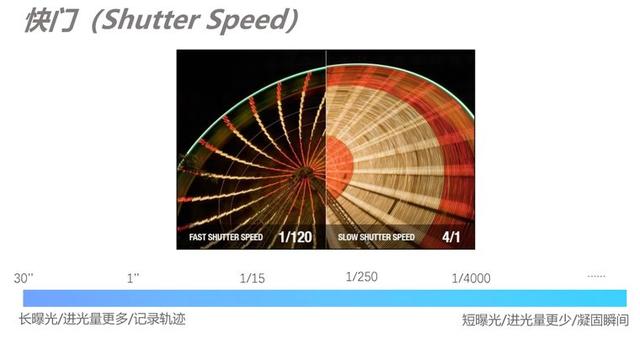 快门（Shutter Speed）
FAST SHUTTER SPEED 1/120 SLOW SHUTTER SPEED 4/1
30’’ 1’’ 1/15 1/250 1/4000 ......
长曝光/进光量更多/记录轨迹 短曝光/进光量更少/凝固瞬间